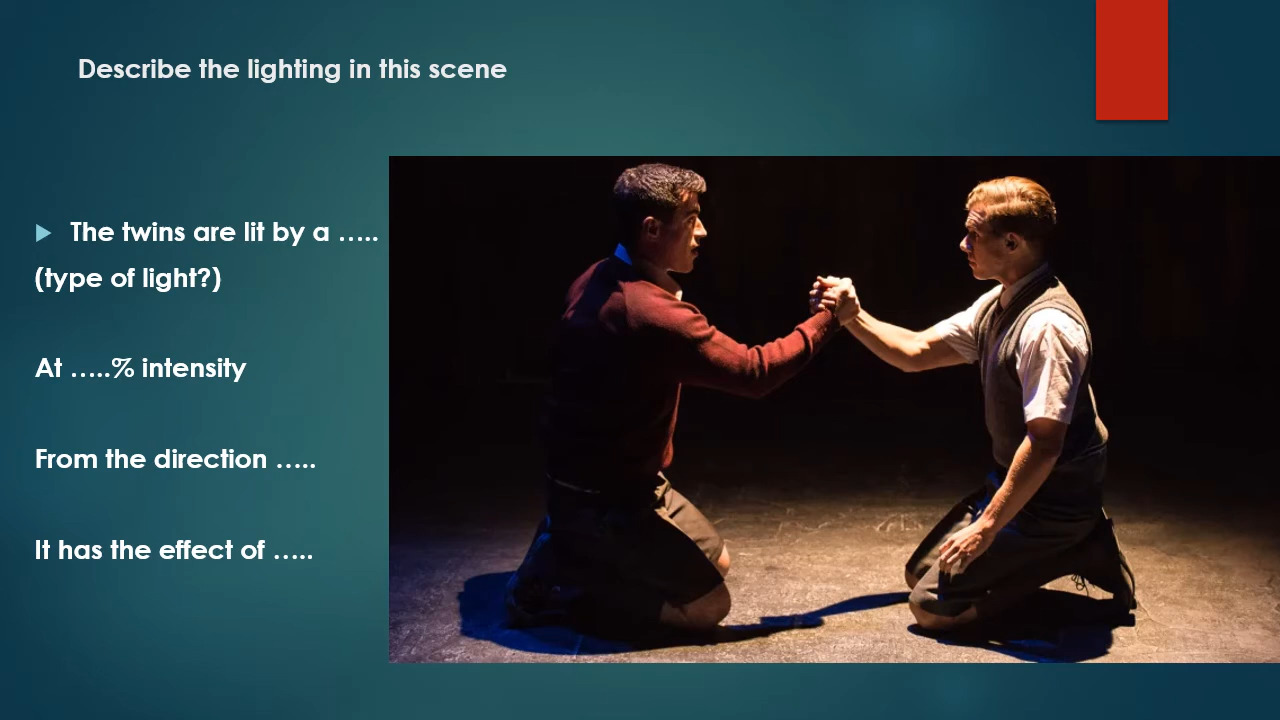 Describe the lighting in this scene
The twins are lit by a …..
(type of light?)
At …..% intensity
From the direction …..
It has the effect of …..